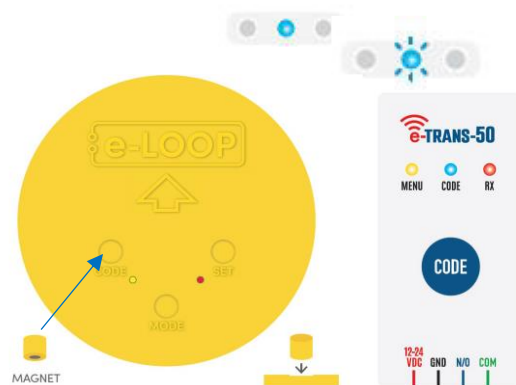 e-LOOP
CODE
SET
MODE
MAGNET
e-TRANS-50
MENU CODE RX
CODE
12-24
VDC GND N/O COM